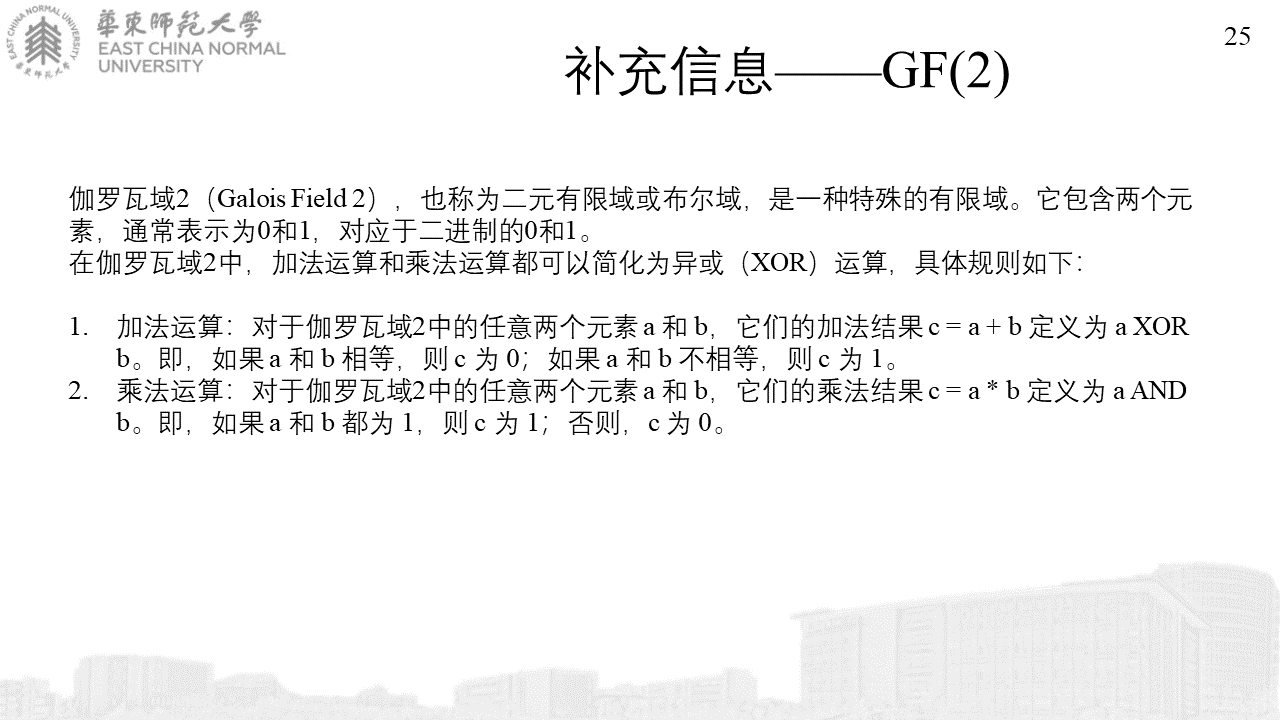 華東師範大學
EAST CHINA NORMAL
UNIVERSITY
EAST CHINA NORMAL UNIVERSITY
華東師範大學
25
补充信息——GF(2)
伽罗瓦域2（Galois Field 2），也称为二元有限域或布尔域，是一种特殊的有限域。它包含两个元
素，通常表示为0和1，对应于二进制的0和1。
在伽罗瓦域2中，加法运算和乘法运算都可以简化为异或（XOR）运算，具体规则如下：
1. 加法运算：对于伽罗瓦域2中的任意两个元素 a 和 b，它们的加法结果 c = a + b 定义为 a XOR
b。即，如果 a 和 b 相等，则 c 为 0；如果 a 和 b 不相等，则 c 为 1。
2. 乘法运算：对于伽罗瓦域2中的任意两个元素 a 和 b，它们的乘法结果 c = a * b 定义为 a AND
b。即，如果 a 和 b 都为 1，则 c 为 1；否则，c 为 0。